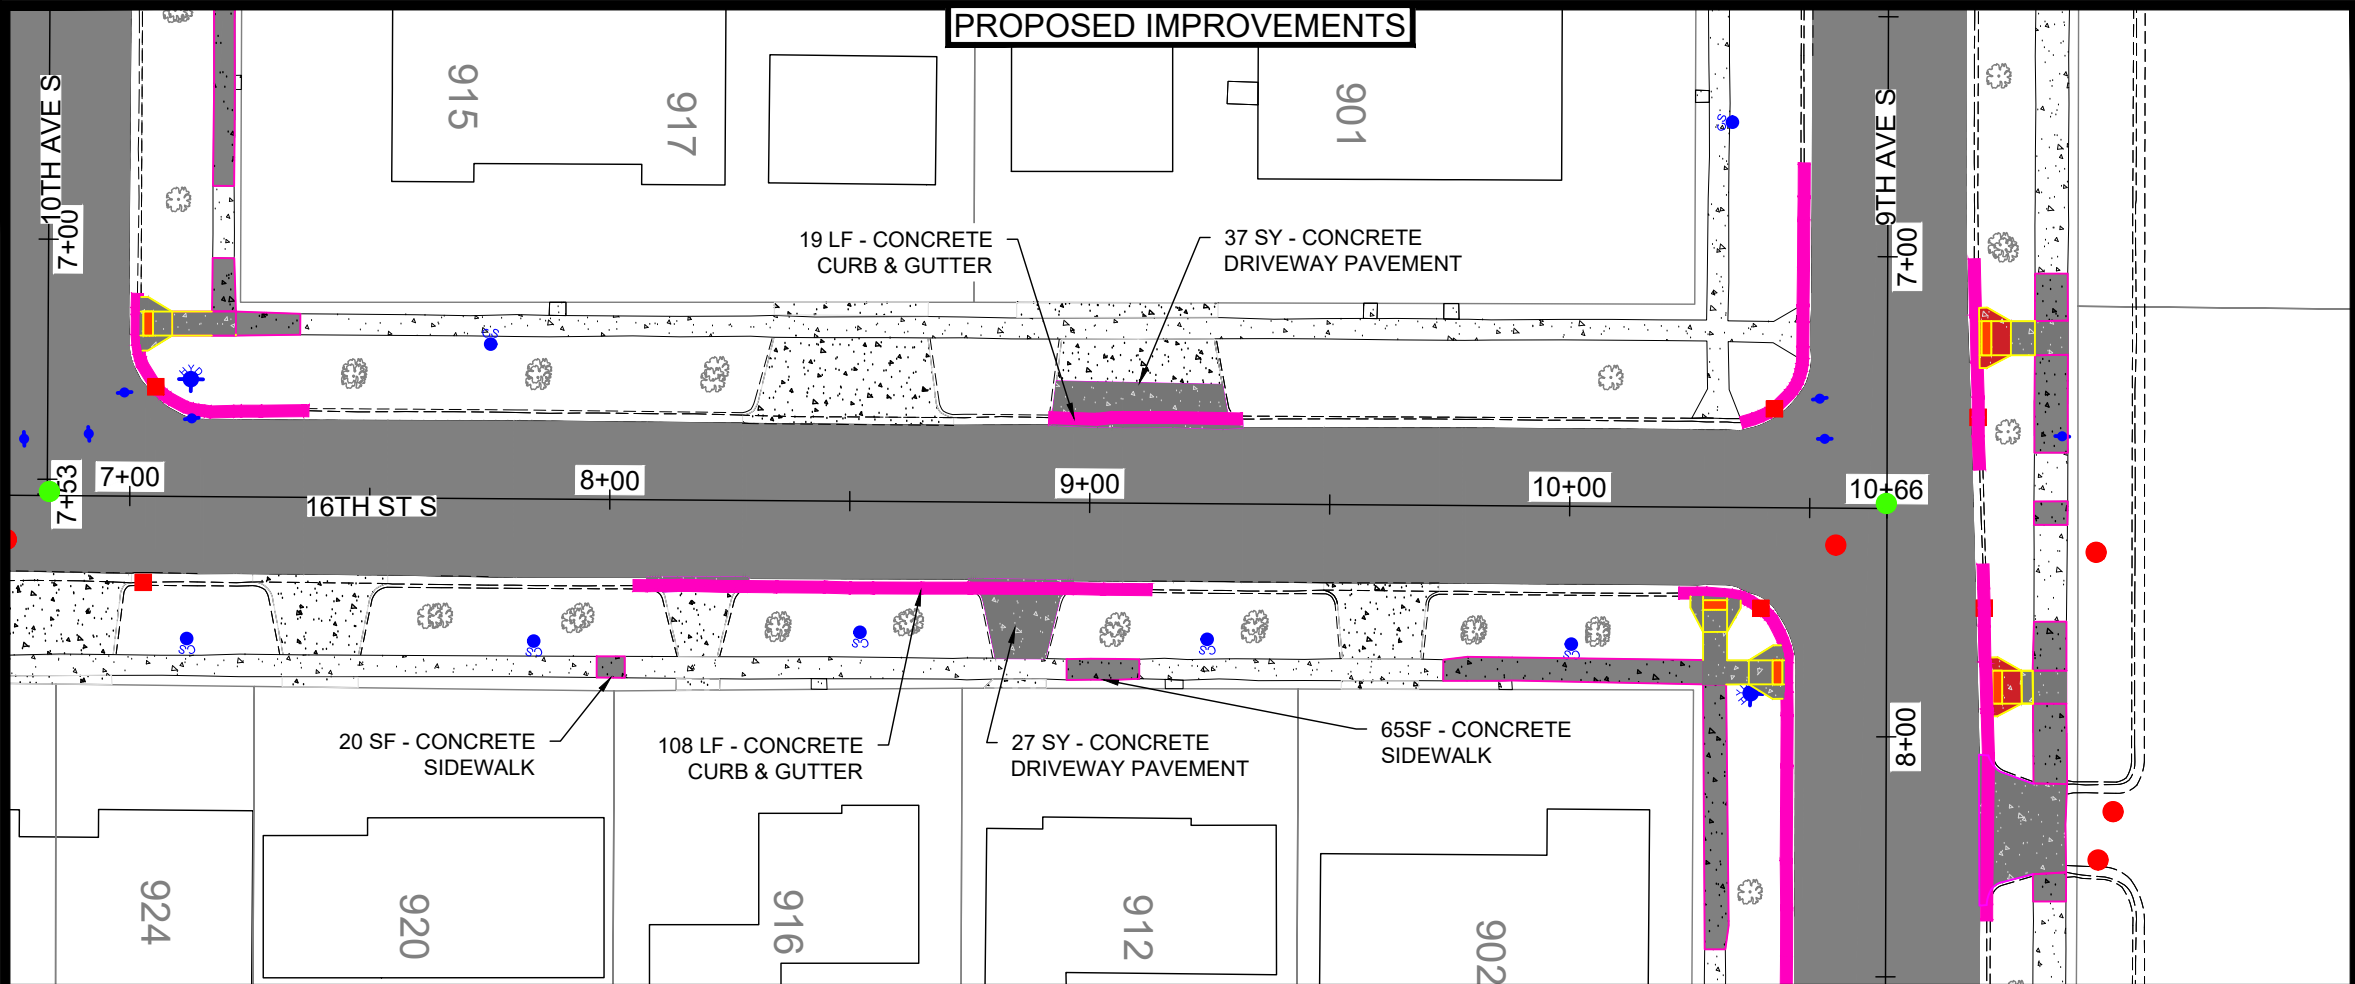 PROPOSED IMPROVEMENTS
10TH AVE S
7+00
7+53
915
917
901
9TH AVE S
7+00
19 LF - CONCRETE
CURB & GUTTER
37 SY - CONCRETE
DRIVEWAY PAVEMENT
CS
HYD
7+00
8+00
9+00
10+00
10+66
16TH ST S
20 SF - CONCRETE
SIDEWALK
108 LF - CONCRETE
CURB & GUTTER
27 SY - CONCRETE
DRIVEWAY PAVEMENT
65SF - CONCRETE
SIDEWALK
8+00
924
920
916
912
902